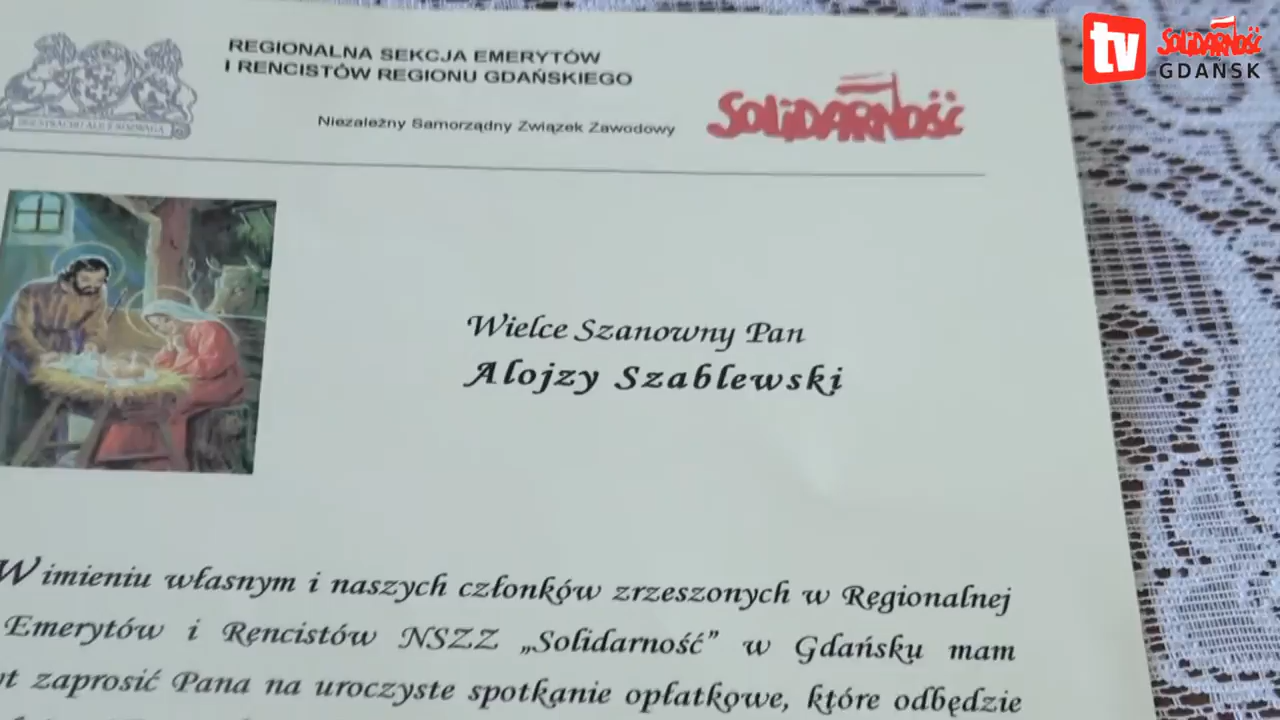 tv SOLIDARNOŚĆ
GDAŃSK
REGIONALNA SEKCJA EMERYTÓW
I RENCISTÓW REGIONU GDAŃSKIEGO
Niezależny Samorządny Związek Zawodowy
SOLIDARNOŚĆ
Wielce Szanowny Pan
Alojzy Szablewski
W imieniu własnym i naszych członków zrzeszonych w Regionalnej
Emerytów i Rencistów NSZZ „Solidarność” w Gdańsku mam
zaprosić Pana na uroczyste spotkanie opłatkowe, które odbędzie